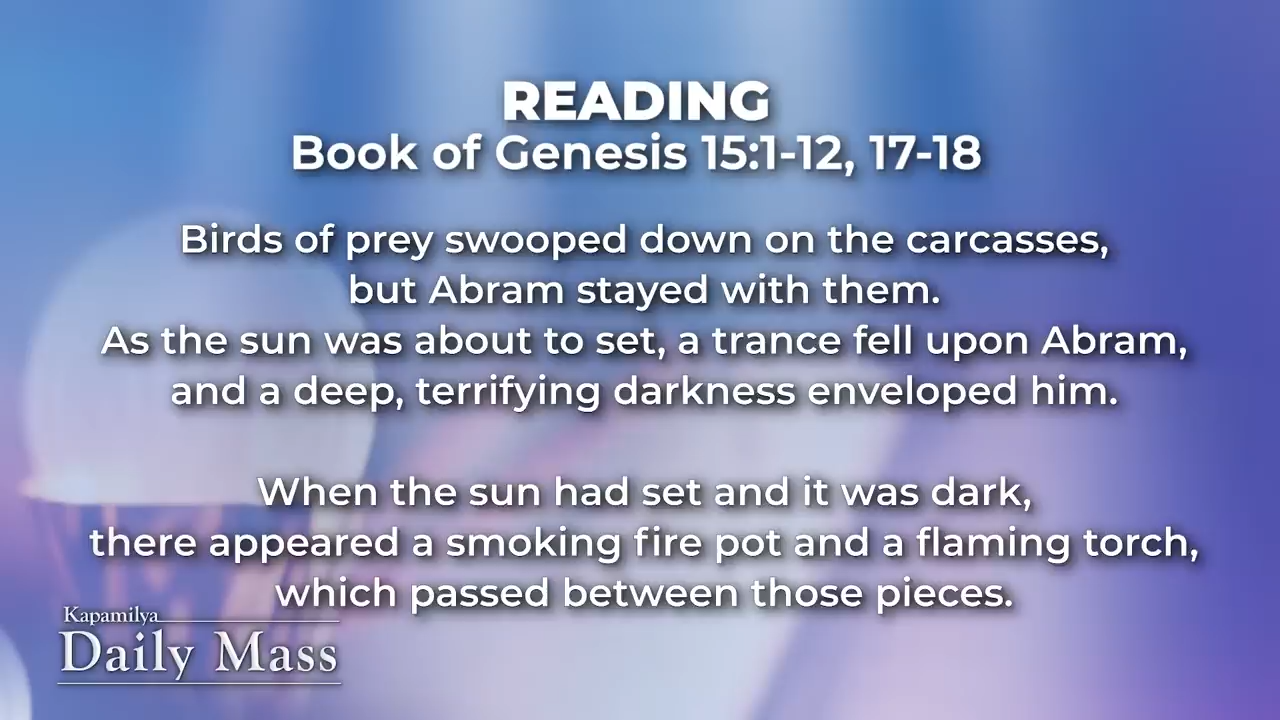 READING
Book of Genesis 15:1-12, 17-18
Birds of prey swooped down on the carcasses,
but Abram stayed with them.
As the sun was about to set, a trance fell upon Abram,
and a deep, terrifying darkness enveloped him.
When the sun had set and it was dark,
there appeared a smoking fire pot and a flaming torch,
which passed between those pieces.
Kapamilya
Daily Mass